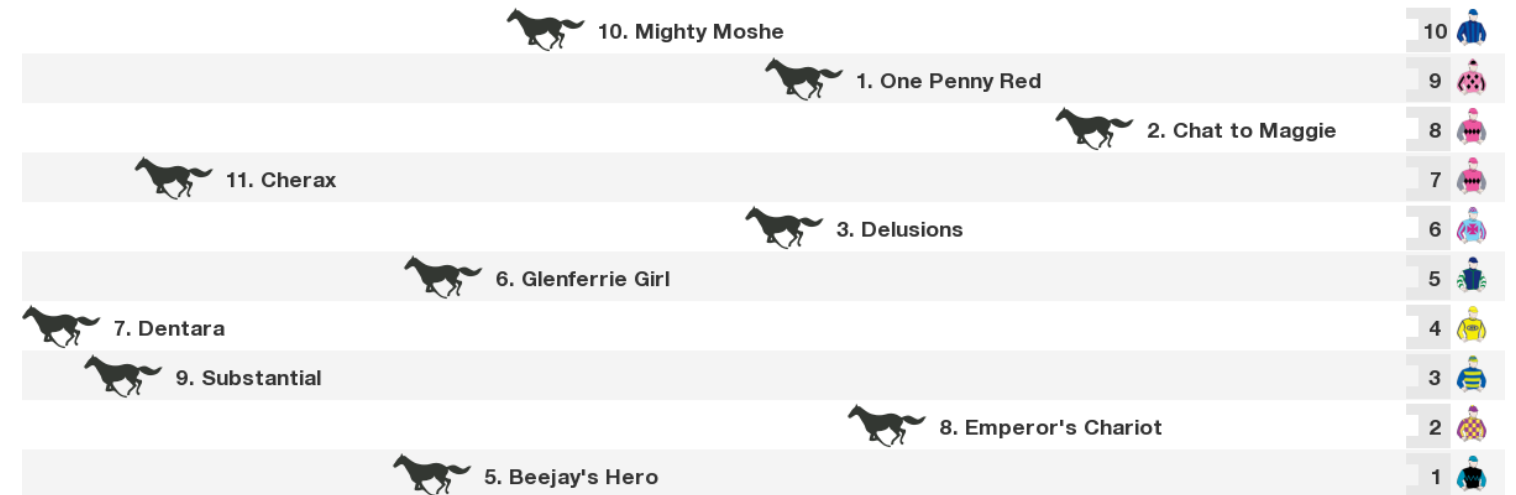 10. Mighty Moshe 10
1. One Penny Red 9
2. Chat to Maggie 8
11. Cherax 7
3. Delusions 6
6. Glenferrie Girl 5
7. Dentara 4
9. Substantial 3
8. Emperor's Chariot 2
5. Beejay's Hero 1